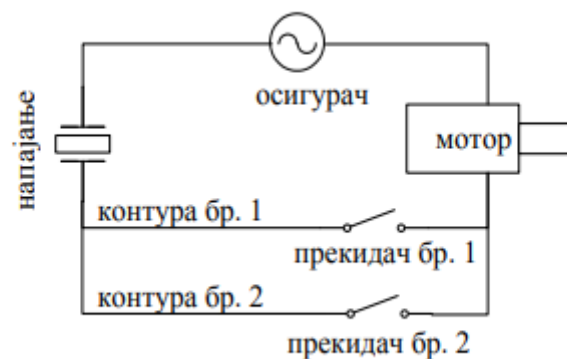 осигурач
напајање
мотор
контура бр. 1
прекидач бр. 1
контура бр. 2
прекидач бр. 2